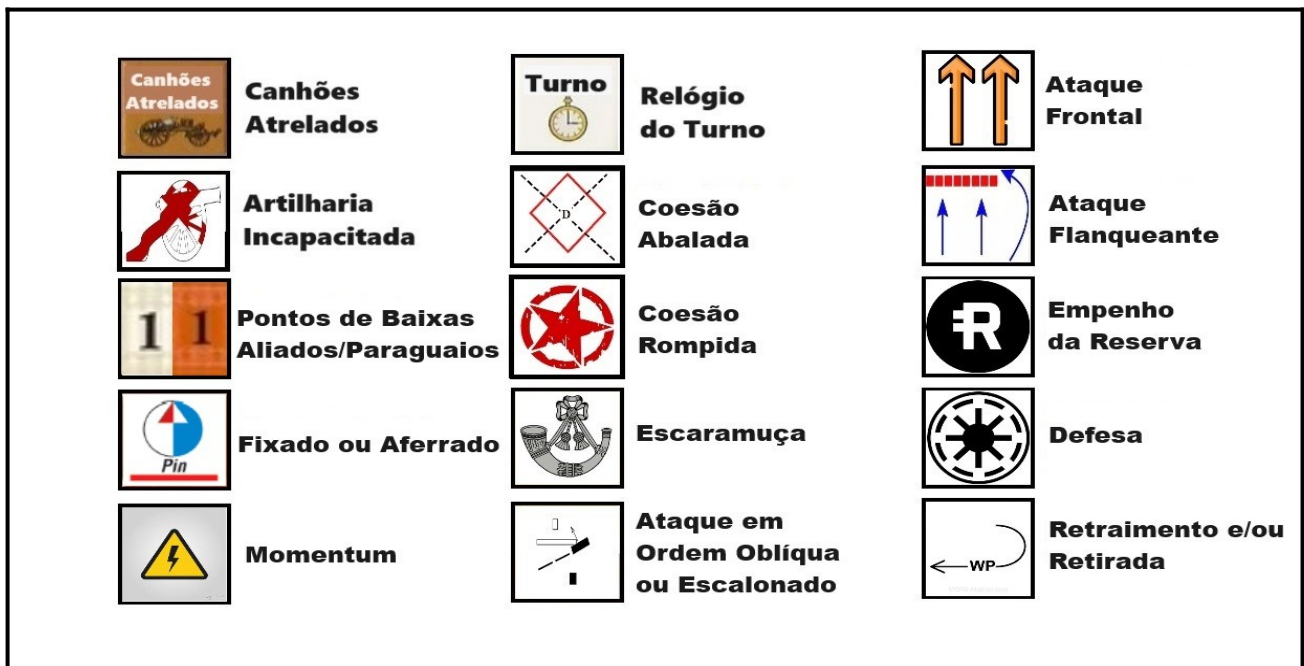 Canhões
Atrelados
Canhões
Atrelados
Turno
Relógio
do Turno
Ataque
Frontal
Artilharia
Incapacitada
D
Coesão
Abalada
Ataque
Flanqueante
1 1
Pontos de Baixas
Aliados/Paraguaios
Coesão
Rompida
R
Empenho
da Reserva
Pin
Fixado ou Aferrado
Escaramuça
Defesa
Momentum
Ataque em
Ordem Oblíqua
ou Escalonado
WP
Retraimento e/ou
Retirada